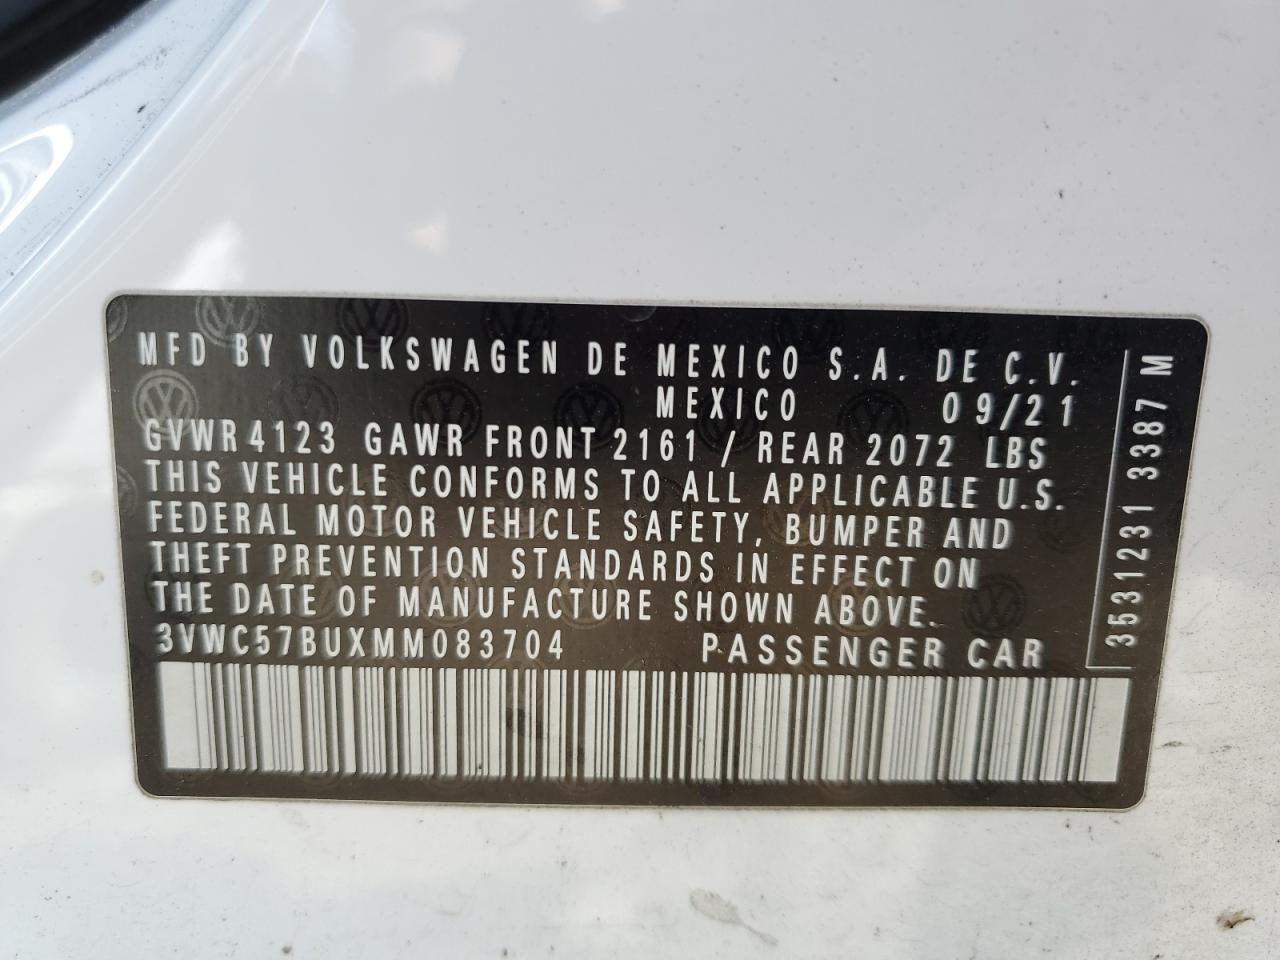 MFD BY VOLKSWAGEN DE MEXICO S.A. DE C.V.
MEXICO 09/21
GVWR 4123 GAWR FRONT 2161 / REAR 2072 LBS
THIS VEHICLE CONFORMS TO ALL APPLICABLE U.S.
FEDERAL MOTOR VEHICLE SAFETY, BUMPER AND
THEFT PREVENTION STANDARDS IN EFFECT ON
THE DATE OF MANUFACTURE SHOWN ABOVE.
3VWC57BUXMM083704 PASSENGER CAR
3531231 3387 M